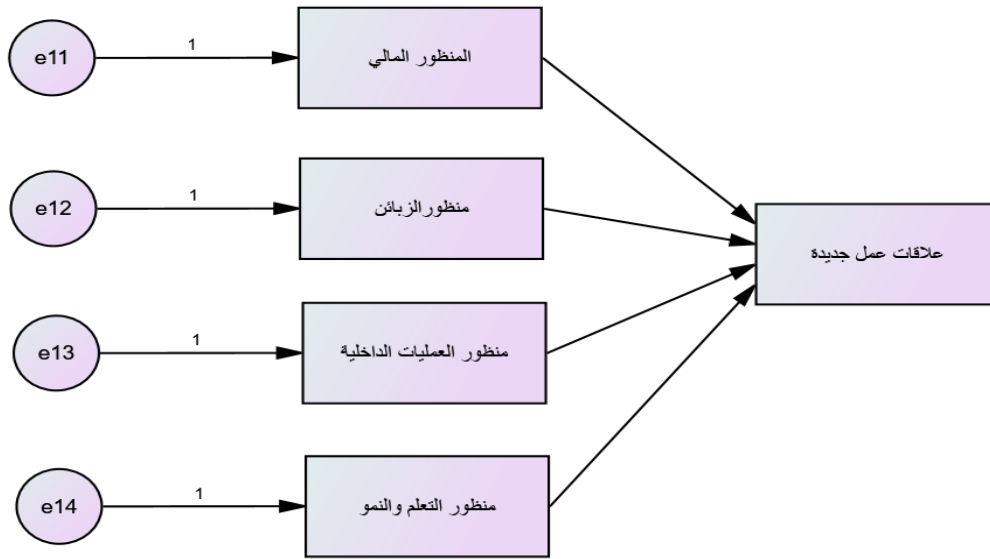 e11
1
المنظور المالي
e12
1
منظورالزبائن
علاقات عمل جديدة
e13
1
منظور العمليات الداخلية
e14
1
منظور التعلم والنمو